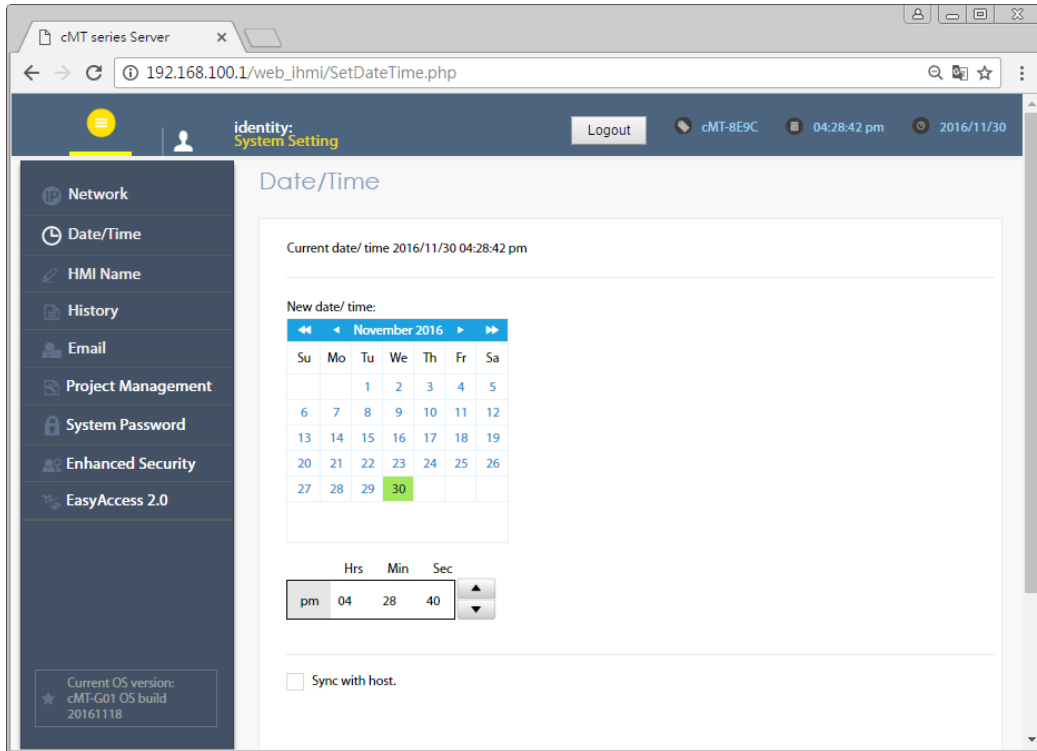 cMT series Server
192.168.100.1/web_ihmi/SetDateTime.php
identity:
System Setting
Logout
cMT-8E9C
04:28:42 pm
2016/11/30
Network
Date/Time
HMI Name
History
Email
Project Management
System Password
Enhanced Security
EasyAccess 2.0
Current OS version:
cMT-G01 OS build
20161118
Date/Time
Current date/ time 2016/11/30 04:28:42 pm
New date/ time:
November 2016
Su Mo Tu We Th Fr Sa
1 2 3 4 5
6 7 8 9 10 11 12
13 14 15 16 17 18 19
20 21 22 23 24 25 26
27 28 29 30
Hrs Min Sec
pm 04 28 40
Sync with host.